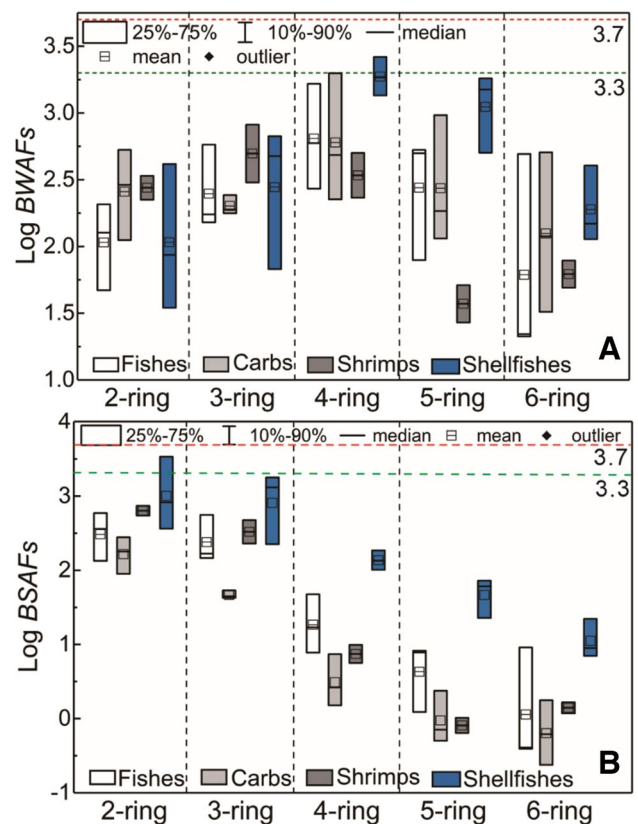 25%-75% 10%-90% median
mean outlier
3.7
3.3
3.5
3.0
2.5
2.0
1.5
1.0
Log BWAFs
Fishes Carbs Shrimps Shellfishes
A
2-ring 3-ring 4-ring 5-ring 6-ring
25%-75% 10%-90% median mean outlier
3.7
3.3
4
3
2
1
0
-1
Log BSAFs
Fishes Carbs Shrimps Shellfishes
B
2-ring 3-ring 4-ring 5-ring 6-ring